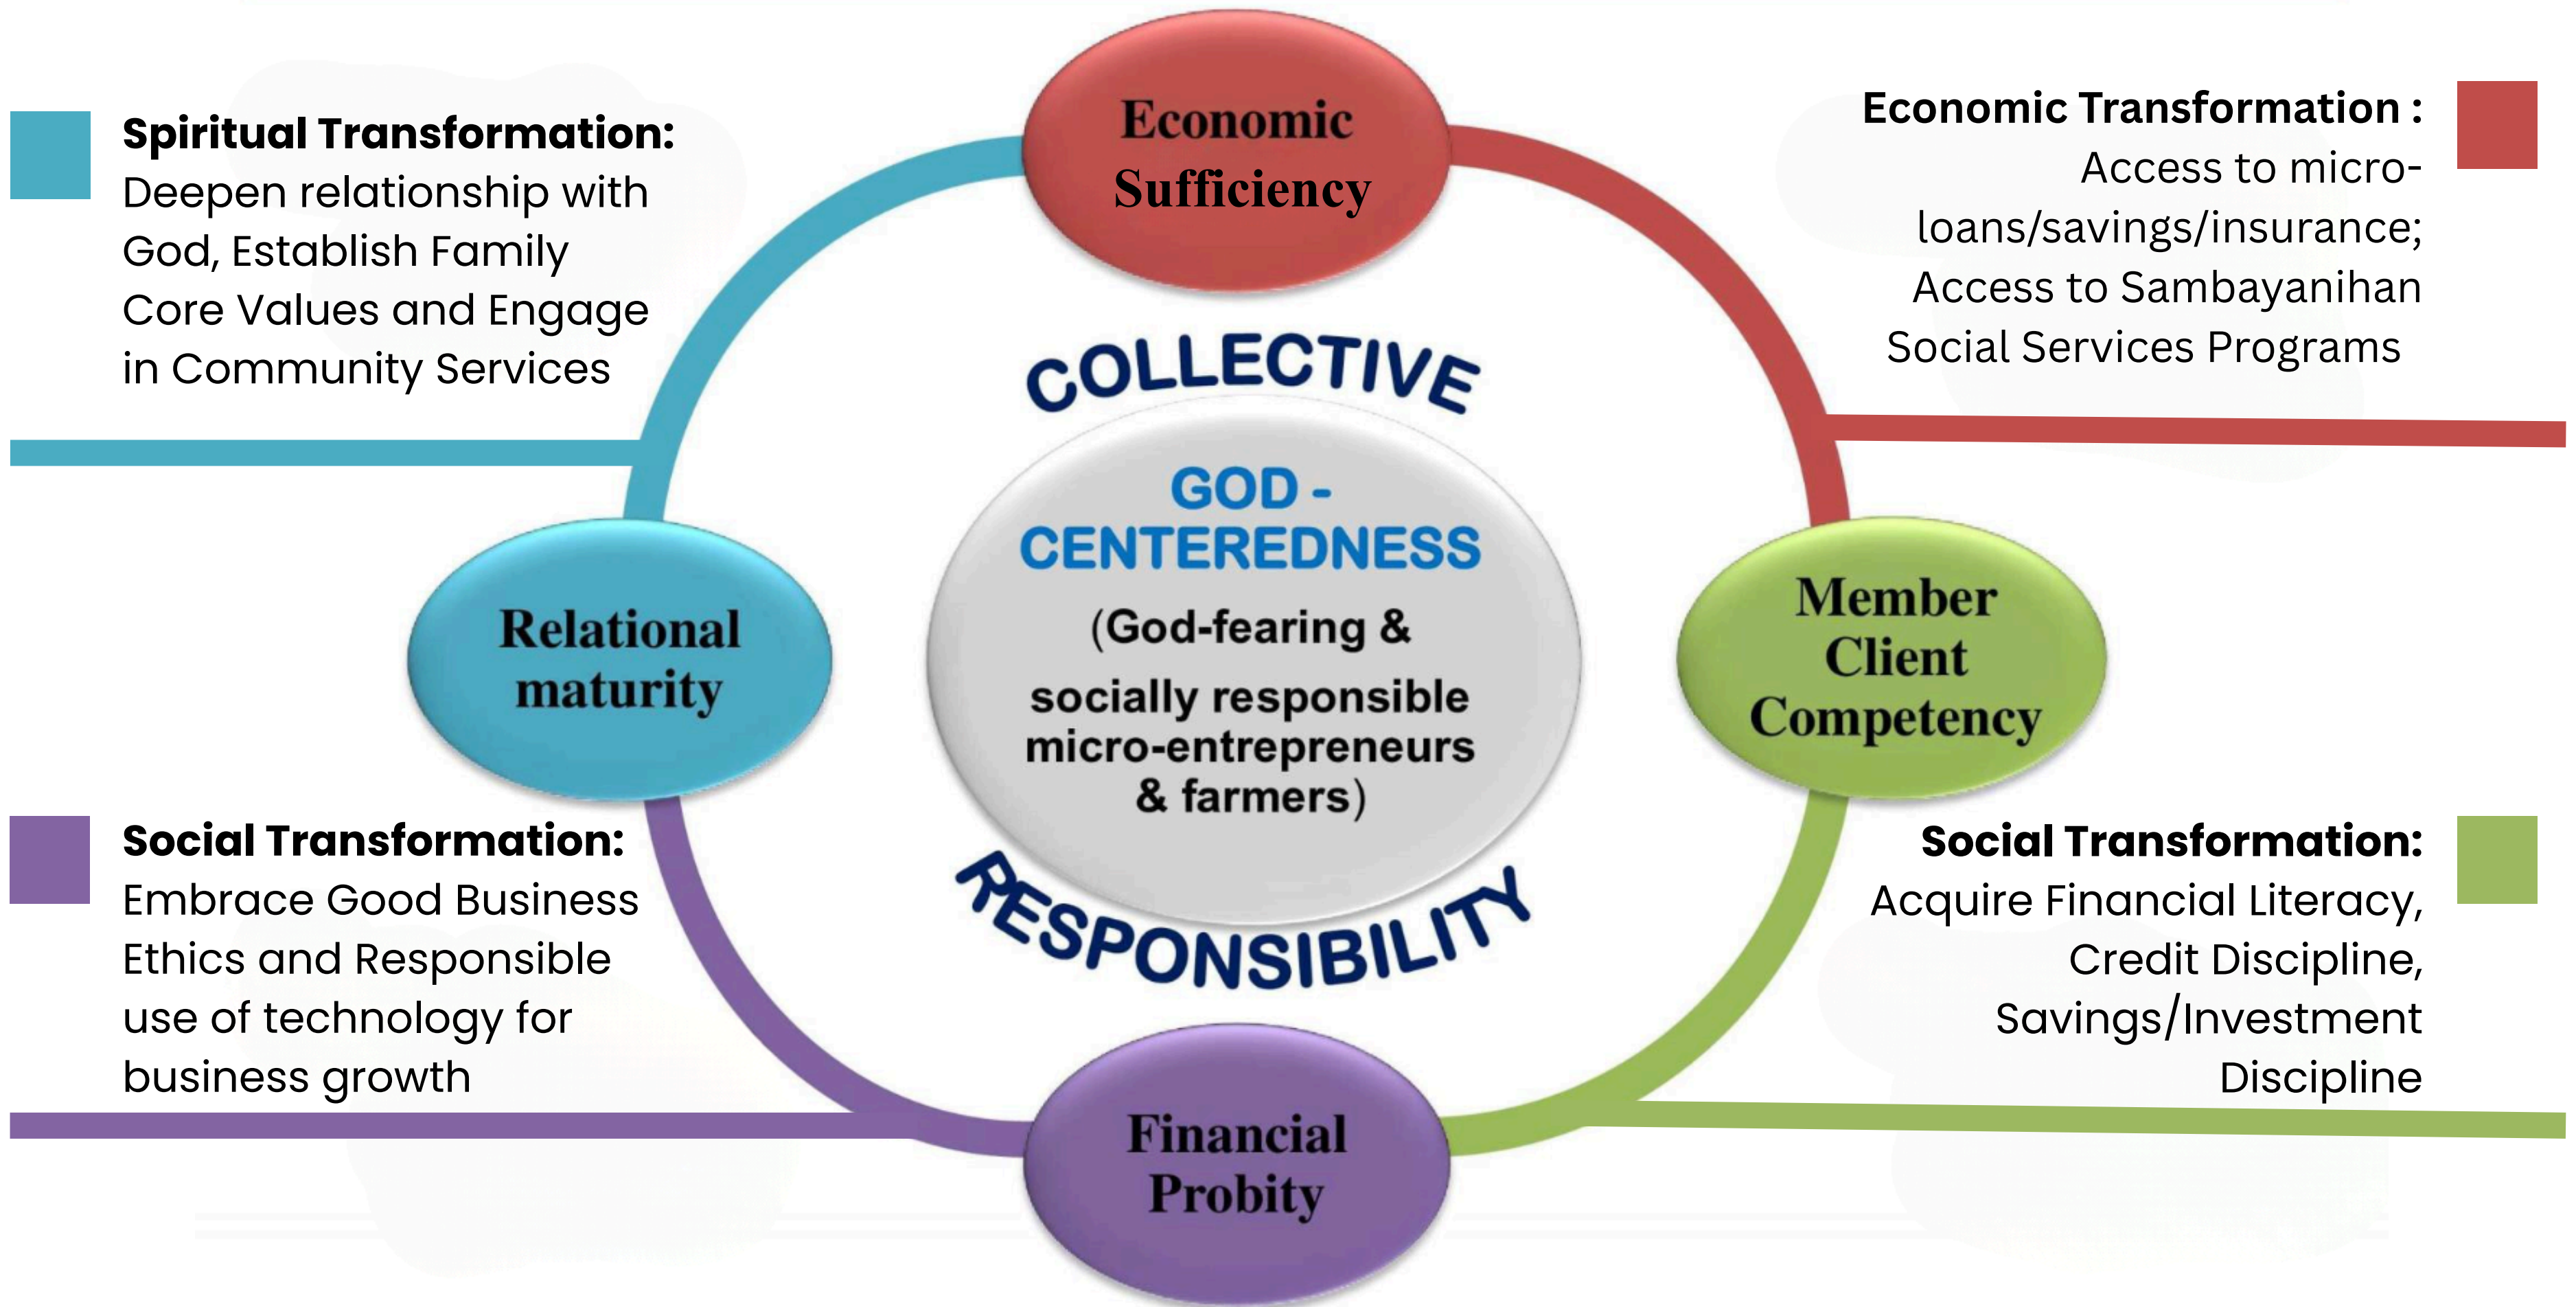 Economic
Sufficiency
Spiritual Transformation:
Deepen relationship with
God, Establish Family
Core Values and Engage
in Community Services
Economic Transformation :
Access to micro-
loans/savings/insurance;
Access to Sambayanihan
Social Services Programs
COLLECTIVE
GOD -
CENTEREDNESS
(God-fearing &
socially responsible
micro-entrepreneurs
& farmers)
RESPONSIBILITY
Relational
maturity
Member
Client
Competency
Social Transformation:
Embrace Good Business
Ethics and Responsible
use of technology for
business growth
Social Transformation:
Acquire Financial Literacy,
Credit Discipline,
Savings/Investment
Discipline
Financial
Probity